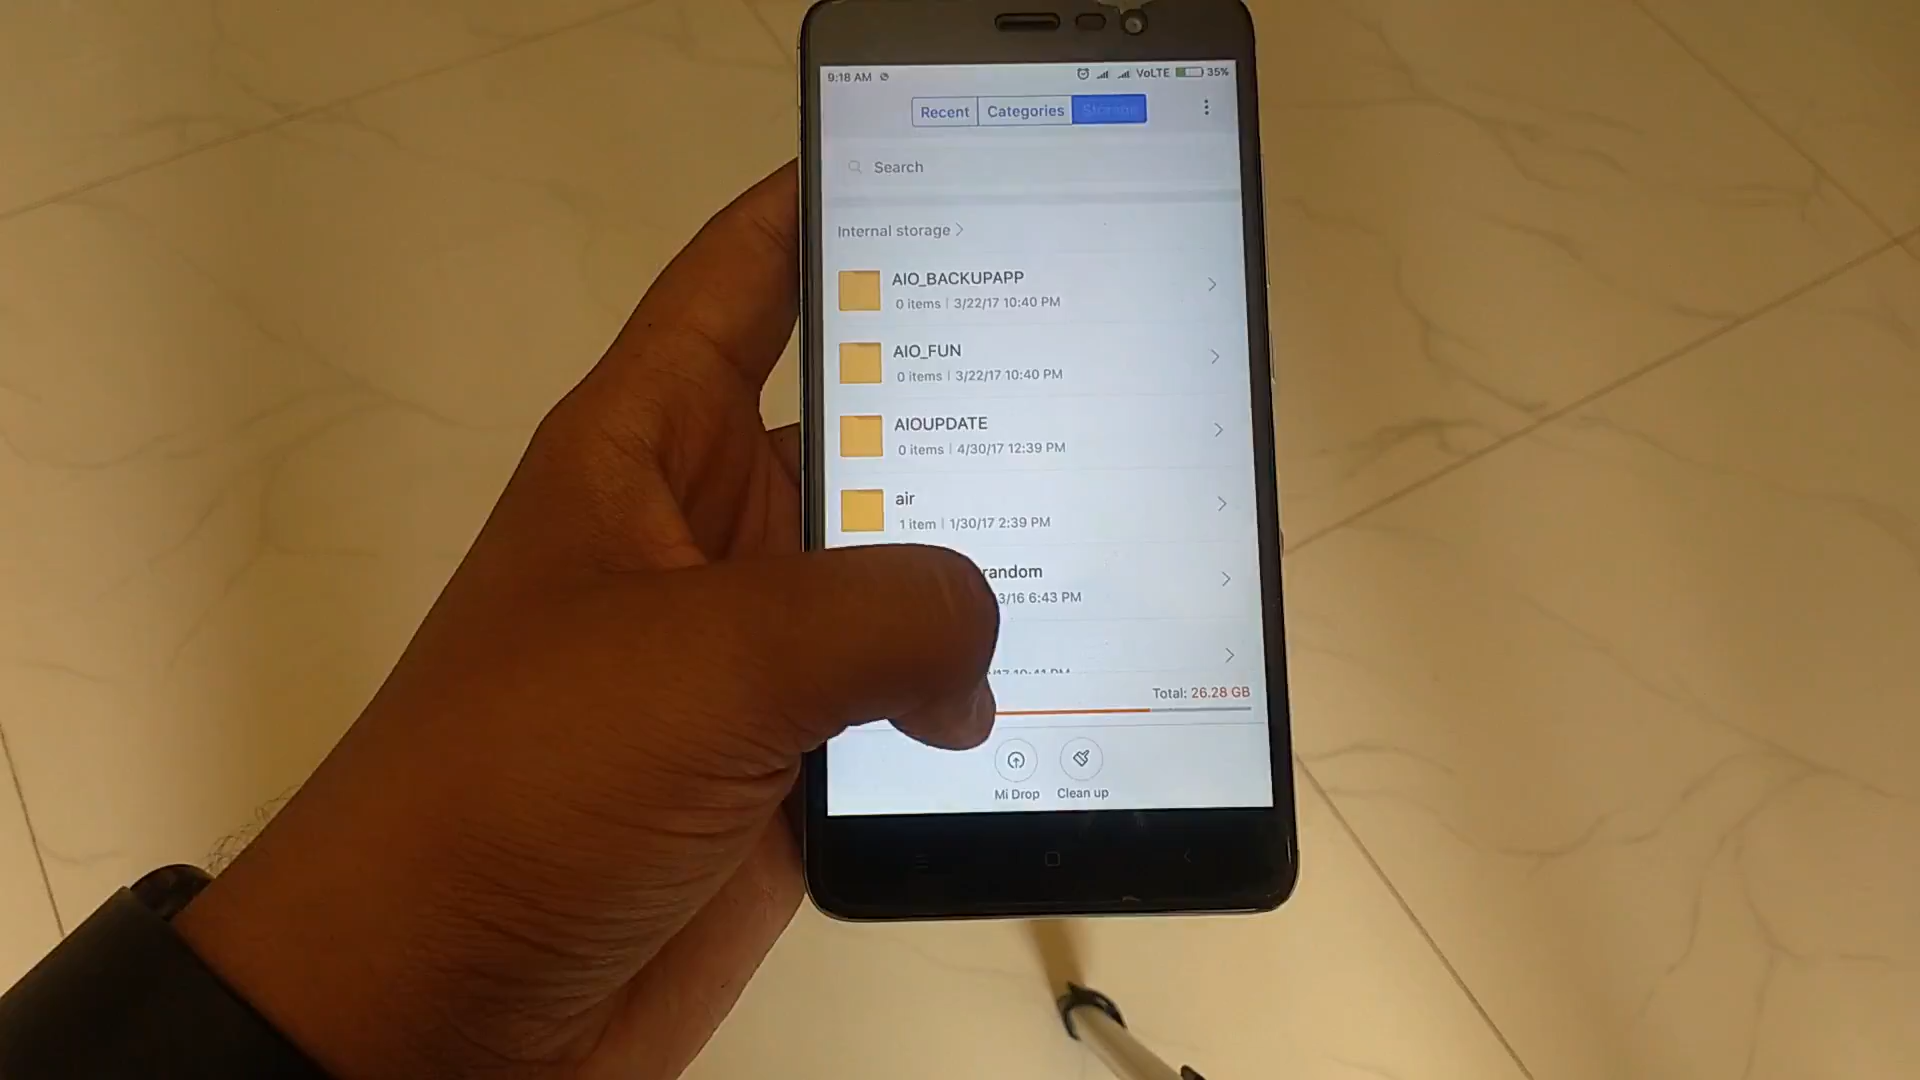 9:18 AM VoLTE 35%
Recent Categories Storage
Search
Internal storage
AIO_BACKUPAPP
0 items | 3/22/17 10:40 PM
AIO_FUN
0 items | 3/22/17 10:40 PM
AIOUPDATE
0 items | 4/30/17 12:39 PM
air
1 item | 1/30/17 2:39 PM
random
3/16 6:43 PM
Total: 26.28 GB
Mi Drop Clean up